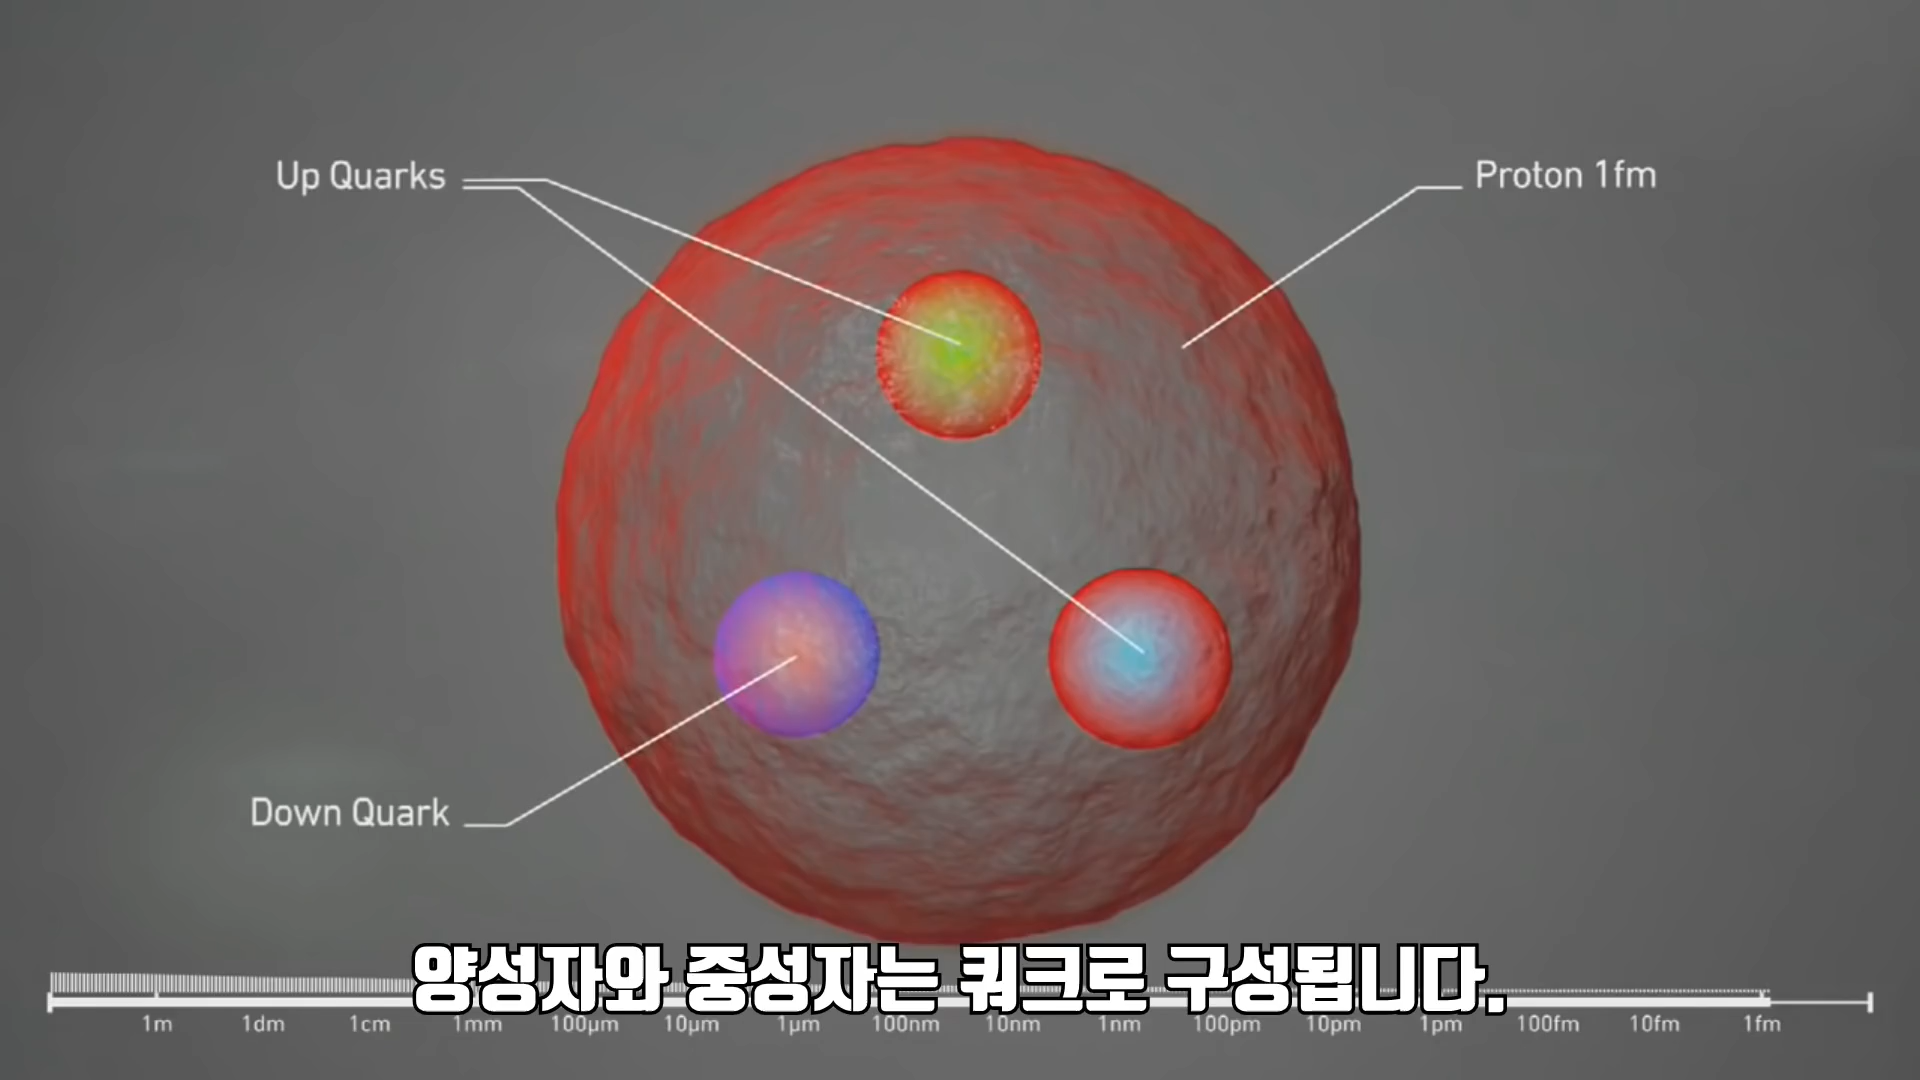 Up Quarks
Proton 1fm
Down Quark
양성자와 중성자는 쿼크로 구성됩니다.
1m 1dm 1cm 1mm 100µm 10µm 1µm 100nm 10nm 1nm 100pm 10pm 1pm 100fm 10fm 1fm